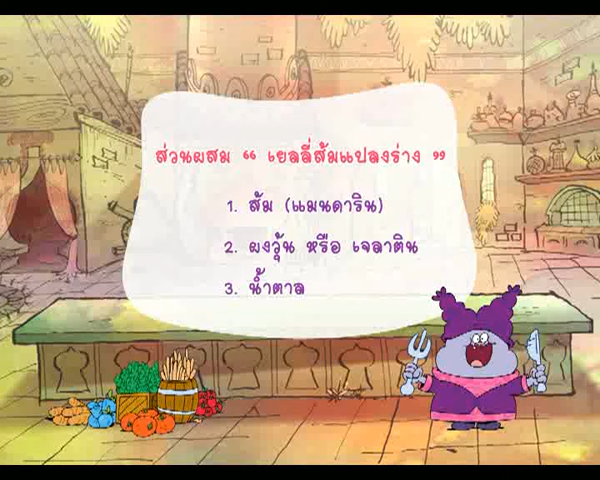 ส่วนผสม “ เยลลี่ส้มแปลงร่าง ”
1. ส้ม (แมนดาริน)
2. ผงวุ้น หรือ เจลาติน
3. น้ำตาล